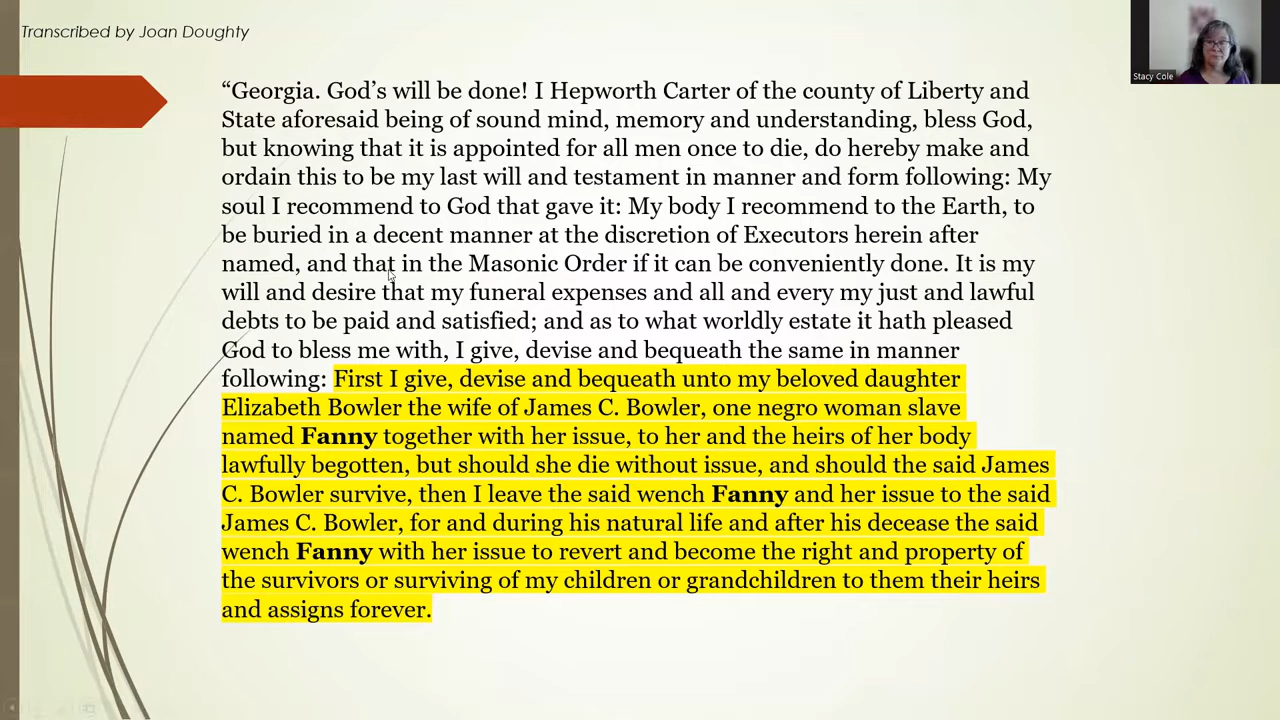 Transcribed by Joan Doughty
Stacy Cole
“Georgia. God’s will be done! I Hepworth Carter of the county of Liberty and
State aforesaid being of sound mind, memory and understanding, bless God,
but knowing that it is appointed for all men once to die, do hereby make and
ordain this to be my last will and testament in manner and form following: My
soul I recommend to God that gave it: My body I recommend to the Earth, to
be buried in a decent manner at the discretion of Executors herein after
named, and that in the Masonic Order if it can be conveniently done. It is my
will and desire that my funeral expenses and all and every my just and lawful
debts to be paid and satisfied; and as to what worldly estate it hath pleased
God to bless me with, I give, devise and bequeath the same in manner
following: First I give, devise and bequeath unto my beloved daughter
Elizabeth Bowler the wife of James C. Bowler, one negro woman slave
named Fanny together with her issue, to her and the heirs of her body
lawfully begotten, but should she die without issue, and should the said James
C. Bowler survive, then I leave the said wench Fanny and her issue to the said
James C. Bowler, for and during his natural life and after his decease the said
wench Fanny with her issue to revert and become the right and property of
the survivors or surviving of my children or grandchildren to them their heirs
and assigns forever.